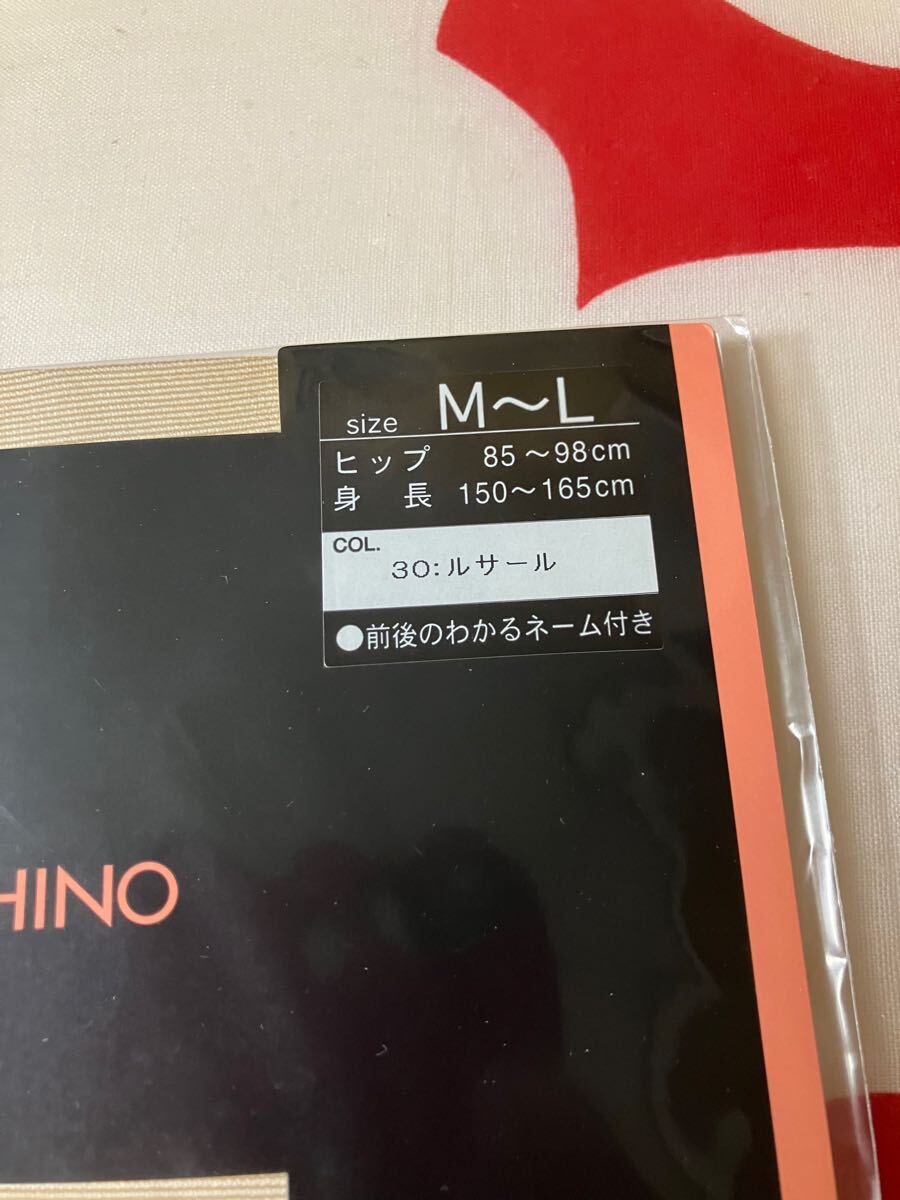 size M～L
ヒップ 85～98cm
身長 150～165cm
COL.
30:ルサール
●前後のわかるネーム付き
HINO